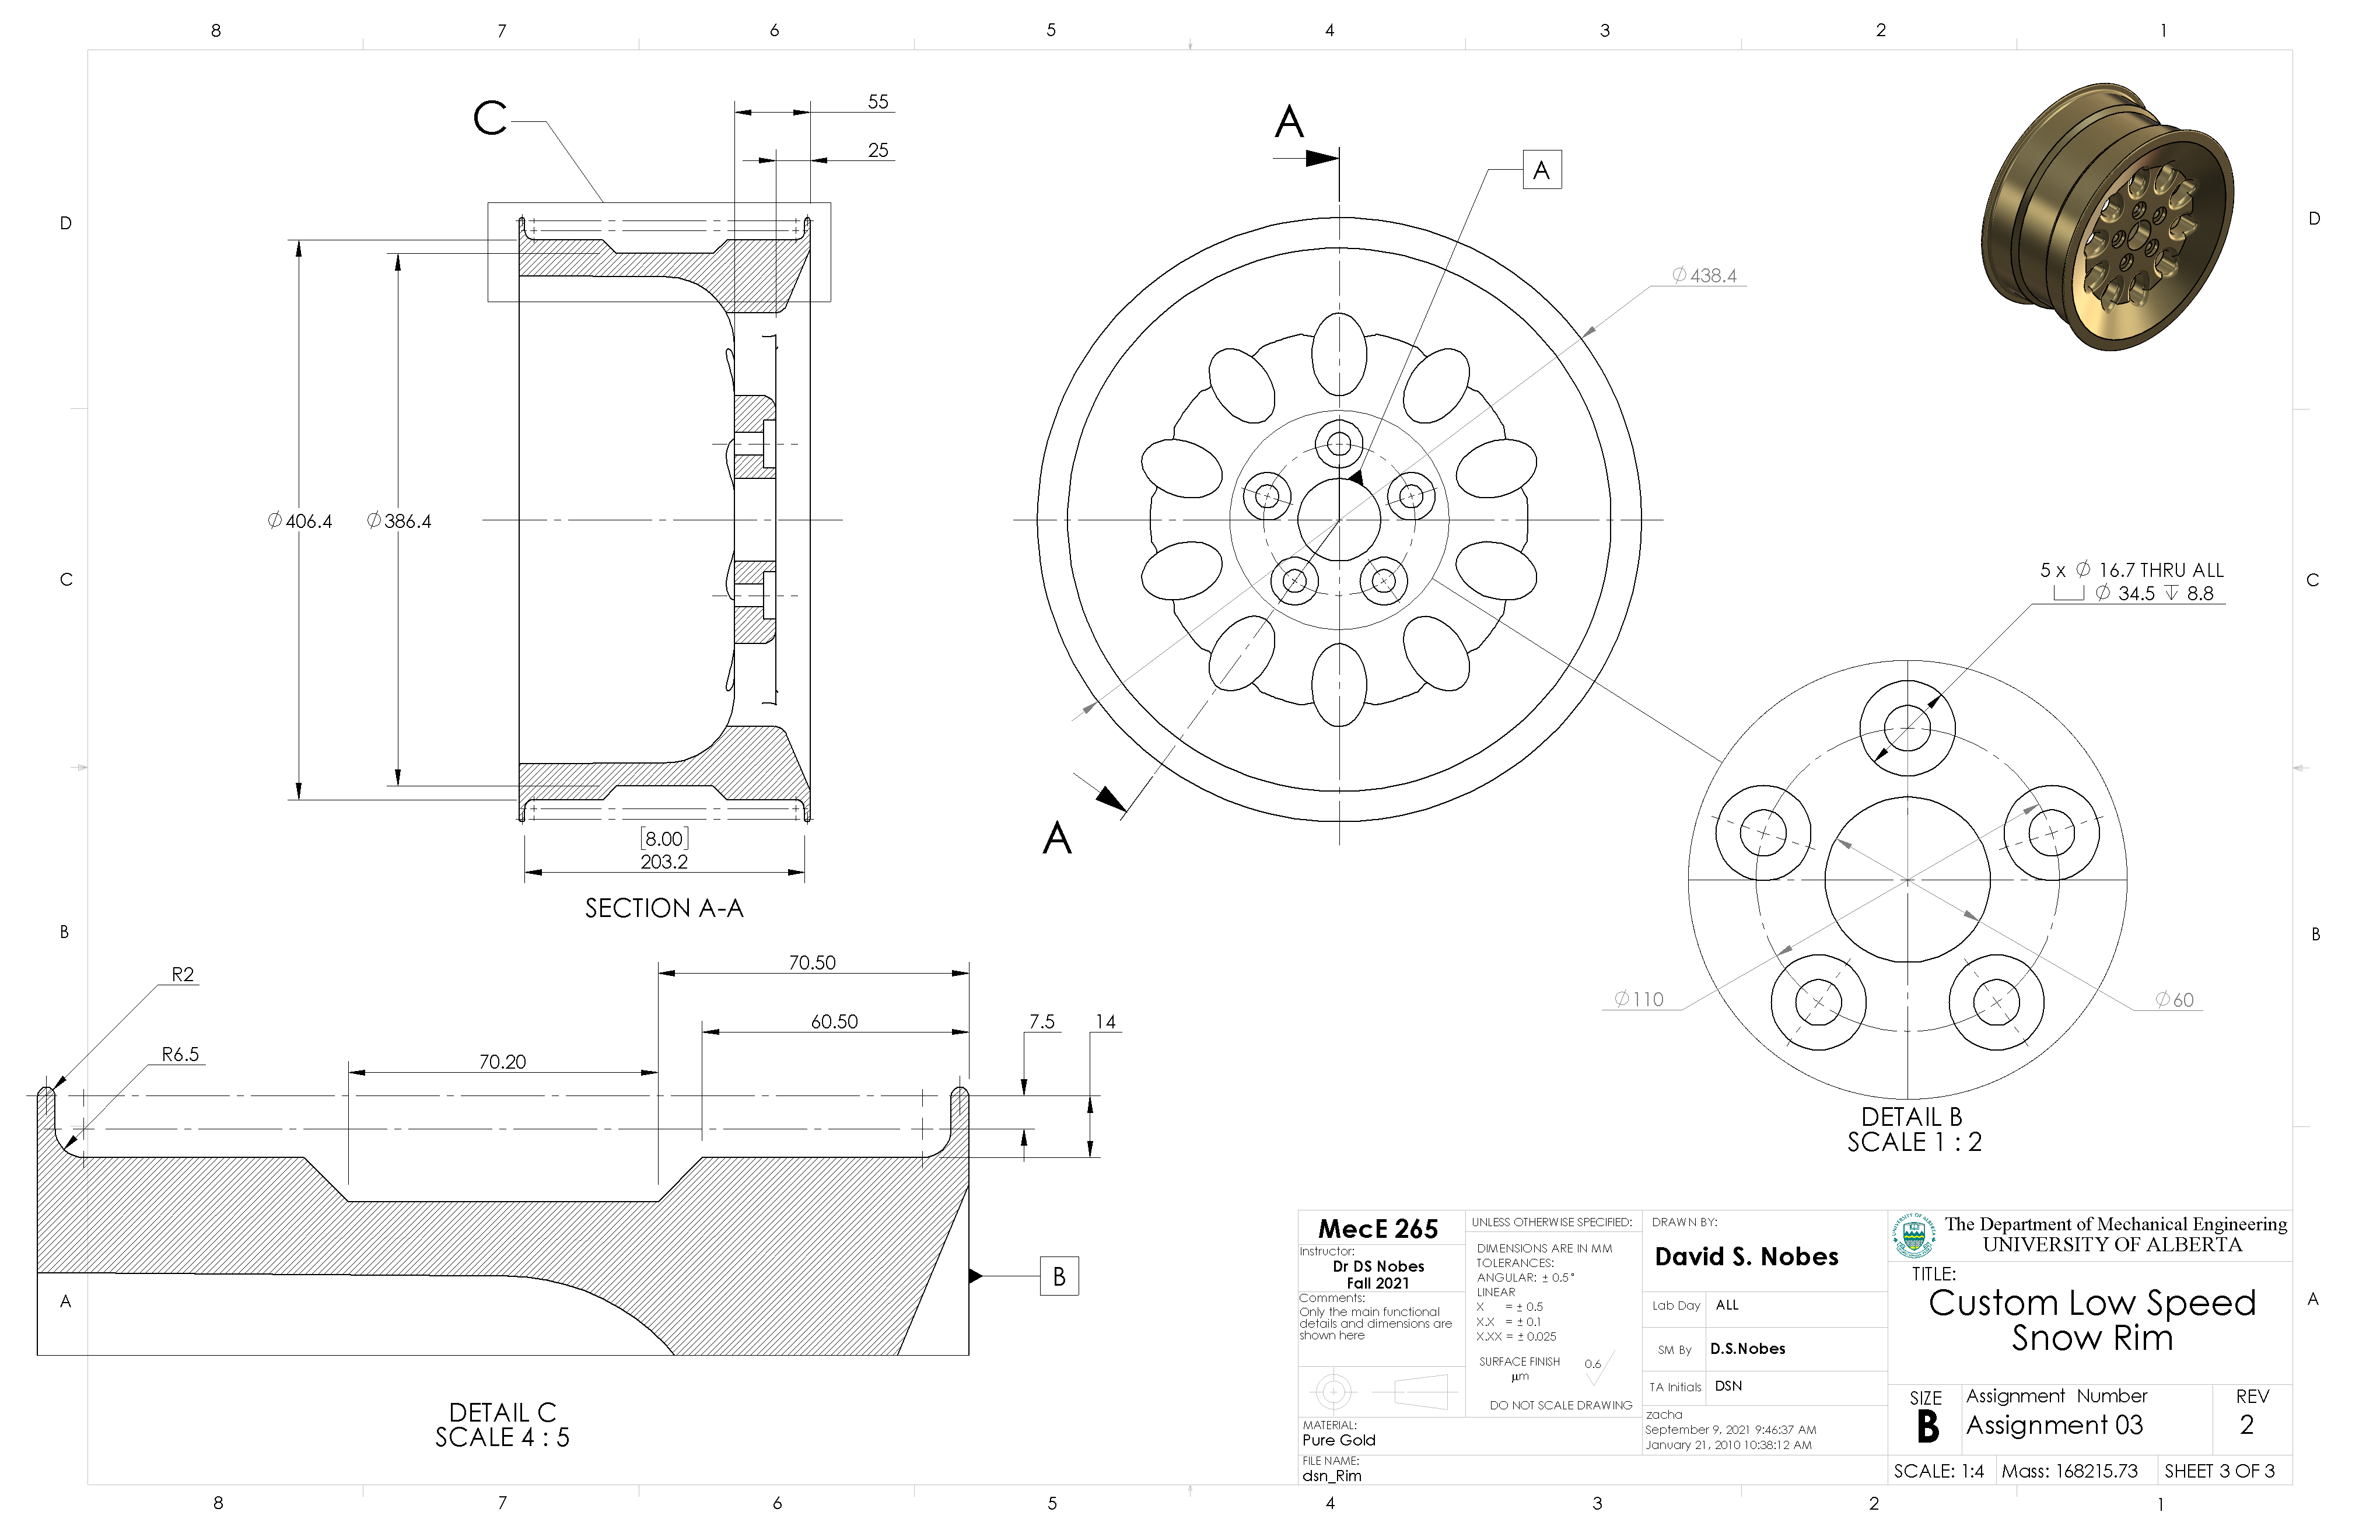 8 7 6 5 4 3 2 1
D D
C C
B B
A A
C
55
25
⌀406.4
⌀386.4
[8.00]
203.2
SECTION A-A
A
A
⌀438.4
A
5 x ⌀ 16.7 THRU ALL
⌴ ⌀ 34.5 ↧ 8.8
⌀110
⌀60
DETAIL B
SCALE 1 : 2
R2
R6.5
70.50
60.50
70.20
7.5
14
B
DETAIL C
SCALE 4 : 5
MecE 265
Instructor:
Dr DS Nobes
Fall 2021
Comments:
Only the main functional
details and dimensions are
shown here
UNLESS OTHERWISE SPECIFIED:
DIMENSIONS ARE IN MM
TOLERANCES:
ANGULAR: ± 0.5°
LINEAR
X = ± 0.5
X.X = ± 0.1
X.XX = ± 0.025
SURFACE FINISH 0.6
µm
DO NOT SCALE DRAWING
MATERIAL:
Pure Gold
FILE NAME:
dsn_Rim
DRAWN BY:
David S. Nobes
Lab Day ALL
SM By D.S.Nobes
TA Initials DSN
zacha
September 9, 2021 9:46:37 AM
January 21, 2010 10:38:12 AM
The Department of Mechanical Engineering
UNIVERSITY OF ALBERTA
TITLE:
Custom Low Speed
Snow Rim
SIZE
B
Assignment Number
Assignment 03
REV
2
SCALE: 1:4 Mass: 168215.73 SHEET 3 OF 3
8 7 6 5 4 3 2 1